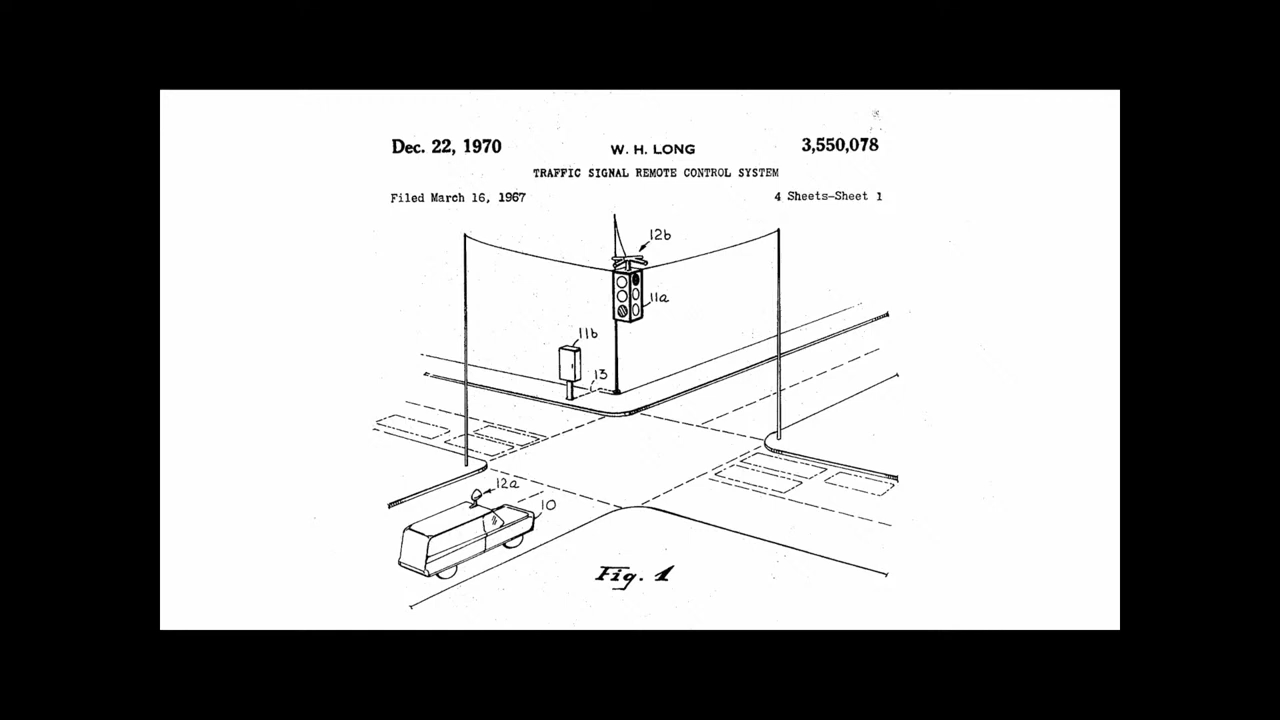 Dec. 22, 1970 W. H. LONG 3,550,078
TRAFFIC SIGNAL REMOTE CONTROL SYSTEM
Filed March 16, 1967 4 Sheets-Sheet 1
12b
11a
11b
13
12a
10
Fig. 1